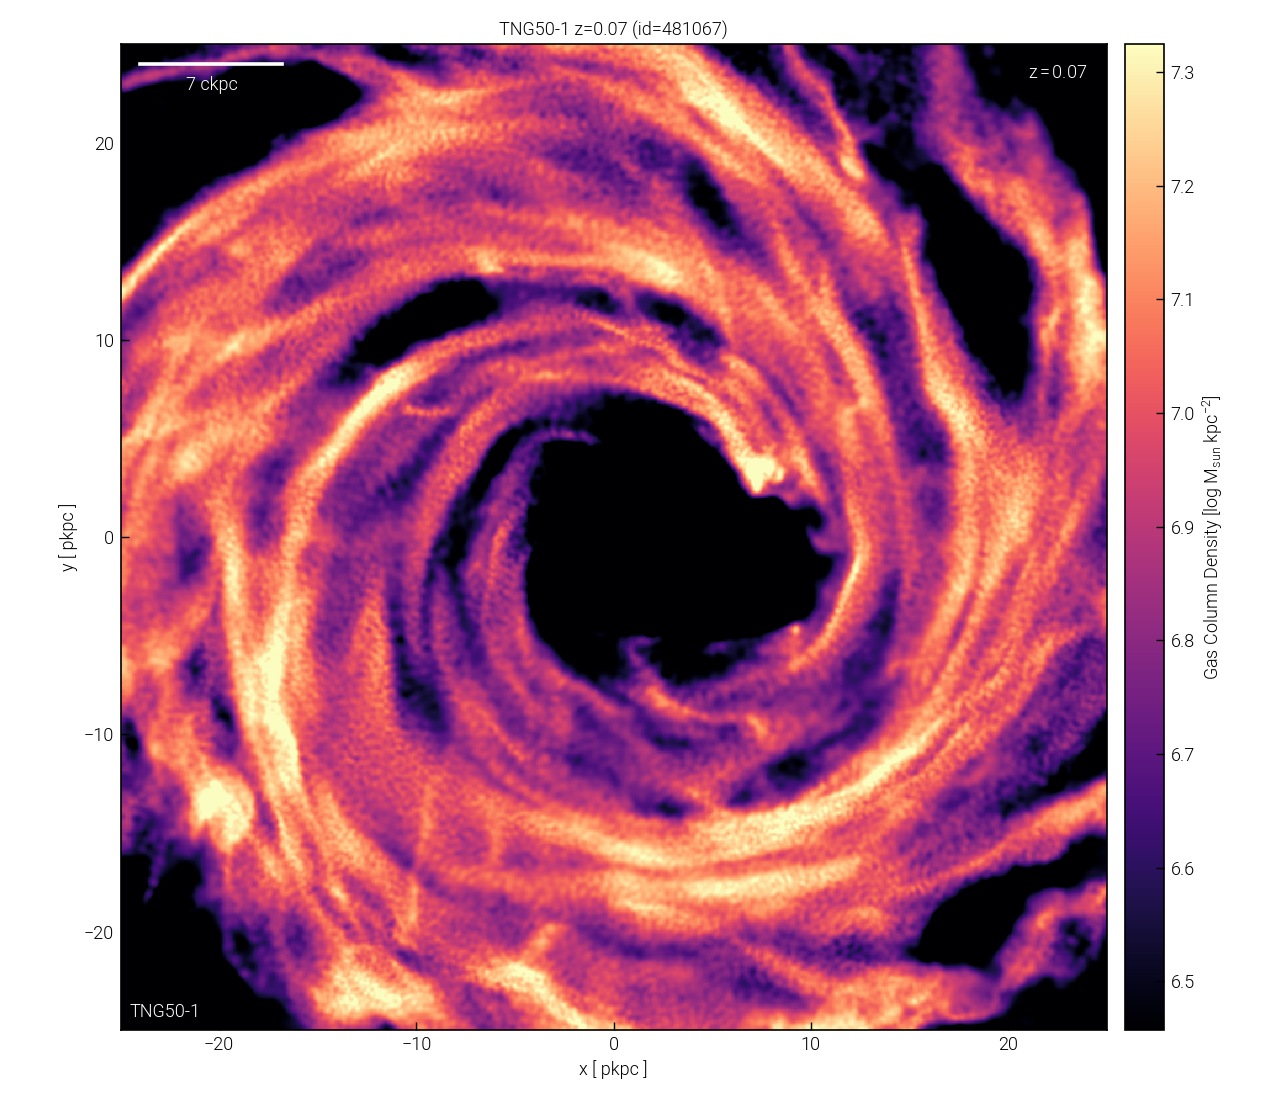 TNG50-1 z=0.07 (id=481067)
7 ckpc
z=0.07
TNG50-1
y [ pkpc ]
20
10
0
−10
−20
−20
−10
0
10
20
x [ pkpc ]
7.3
7.2
7.1
7.0
6.9
6.8
6.7
6.6
6.5
Gas Column Density [log M_sun kpc^-2]